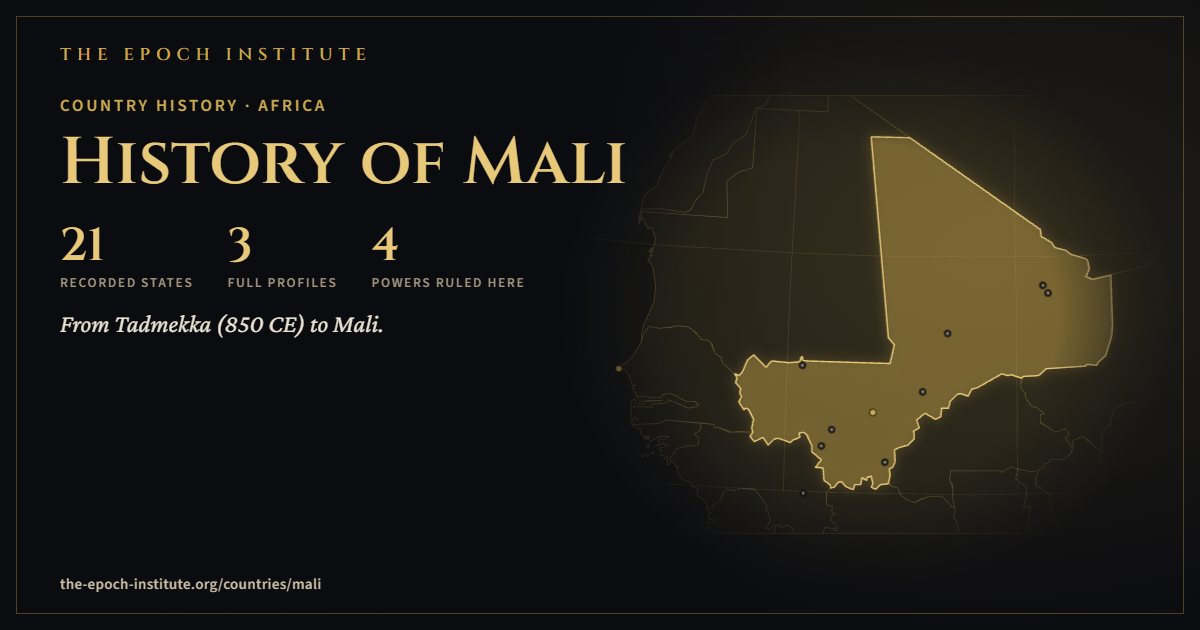 THE EPOCH INSTITUTE
COUNTRY HISTORY · AFRICA
HISTORY OF MALI
21 3 4
RECORDED STATES FULL PROFILES POWERS RULED HERE
From Tadmekka (850 CE) to Mali.
the-epoch-institute.org/countries/mali